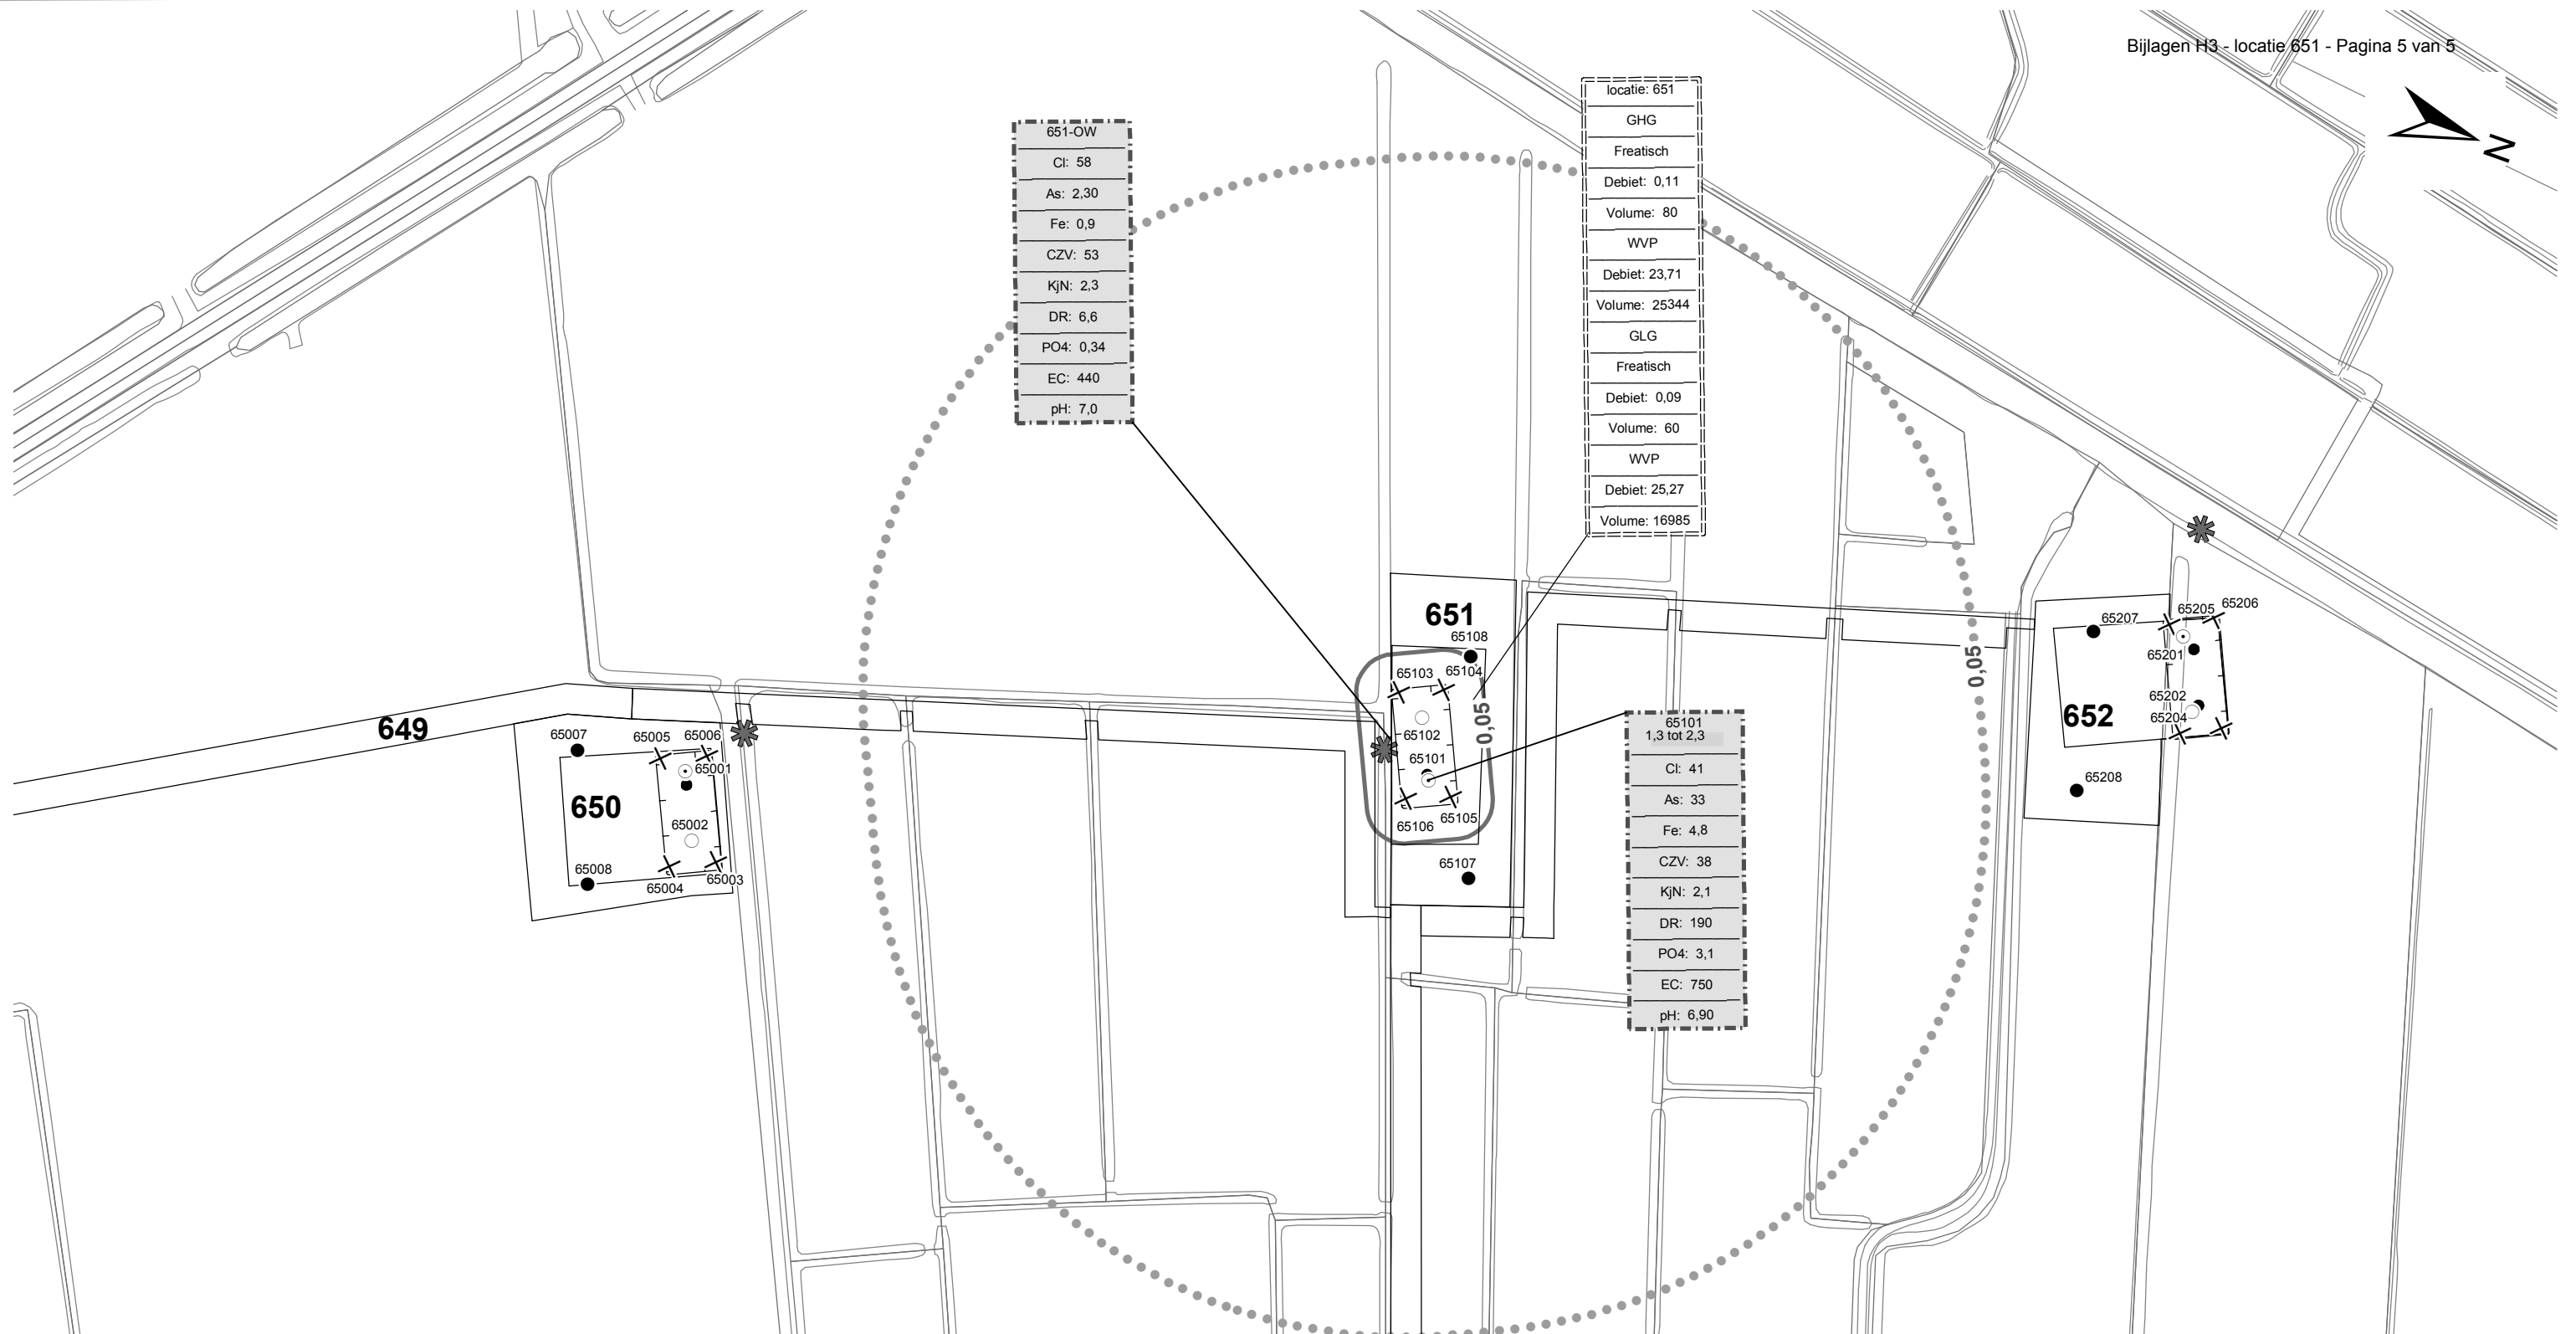 Bijlagen H3 - locatie 651 - Pagina 5 van 5
N
651-OW
Cl: 58
As: 2,30
Fe: 0,9
CZV: 53
KjN: 2,3
DR: 6,6
PO4: 0,34
EC: 440
pH: 7,0
locatie: 651
GHG
Freatisch
Debiet: 0,11
Volume: 80
WVP
Debiet: 23,71
Volume: 25344
GLG
Freatisch
Debiet: 0,09
Volume: 60
WVP
Debiet: 25,27
Volume: 16985
649
65007
65005
65006
65001
650
65002
65008
65004
65003
651
65108
65103
65104
0,05
65102
65101
65106
65105
65107
65101
1,3 tot 2,3
Cl: 41
As: 33
Fe: 4,8
CZV: 38
KjN: 2,1
DR: 190
PO4: 3,1
EC: 750
pH: 6,90
0,05
65207
65205
65206
65201
65202
652
65204
65208